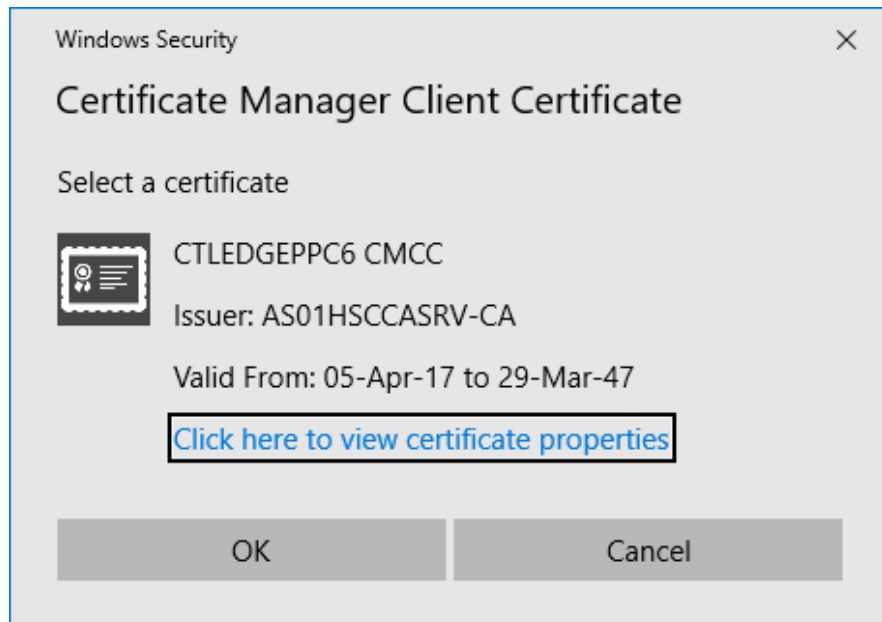 Windows Security
Certificate Manager Client Certificate
Select a certificate
CTLEDGEPPC6 CMCC
Issuer: AS01HSCCASRV-CA
Valid From: 05-Apr-17 to 29-Mar-47
Click here to view certificate properties
OK
Cancel